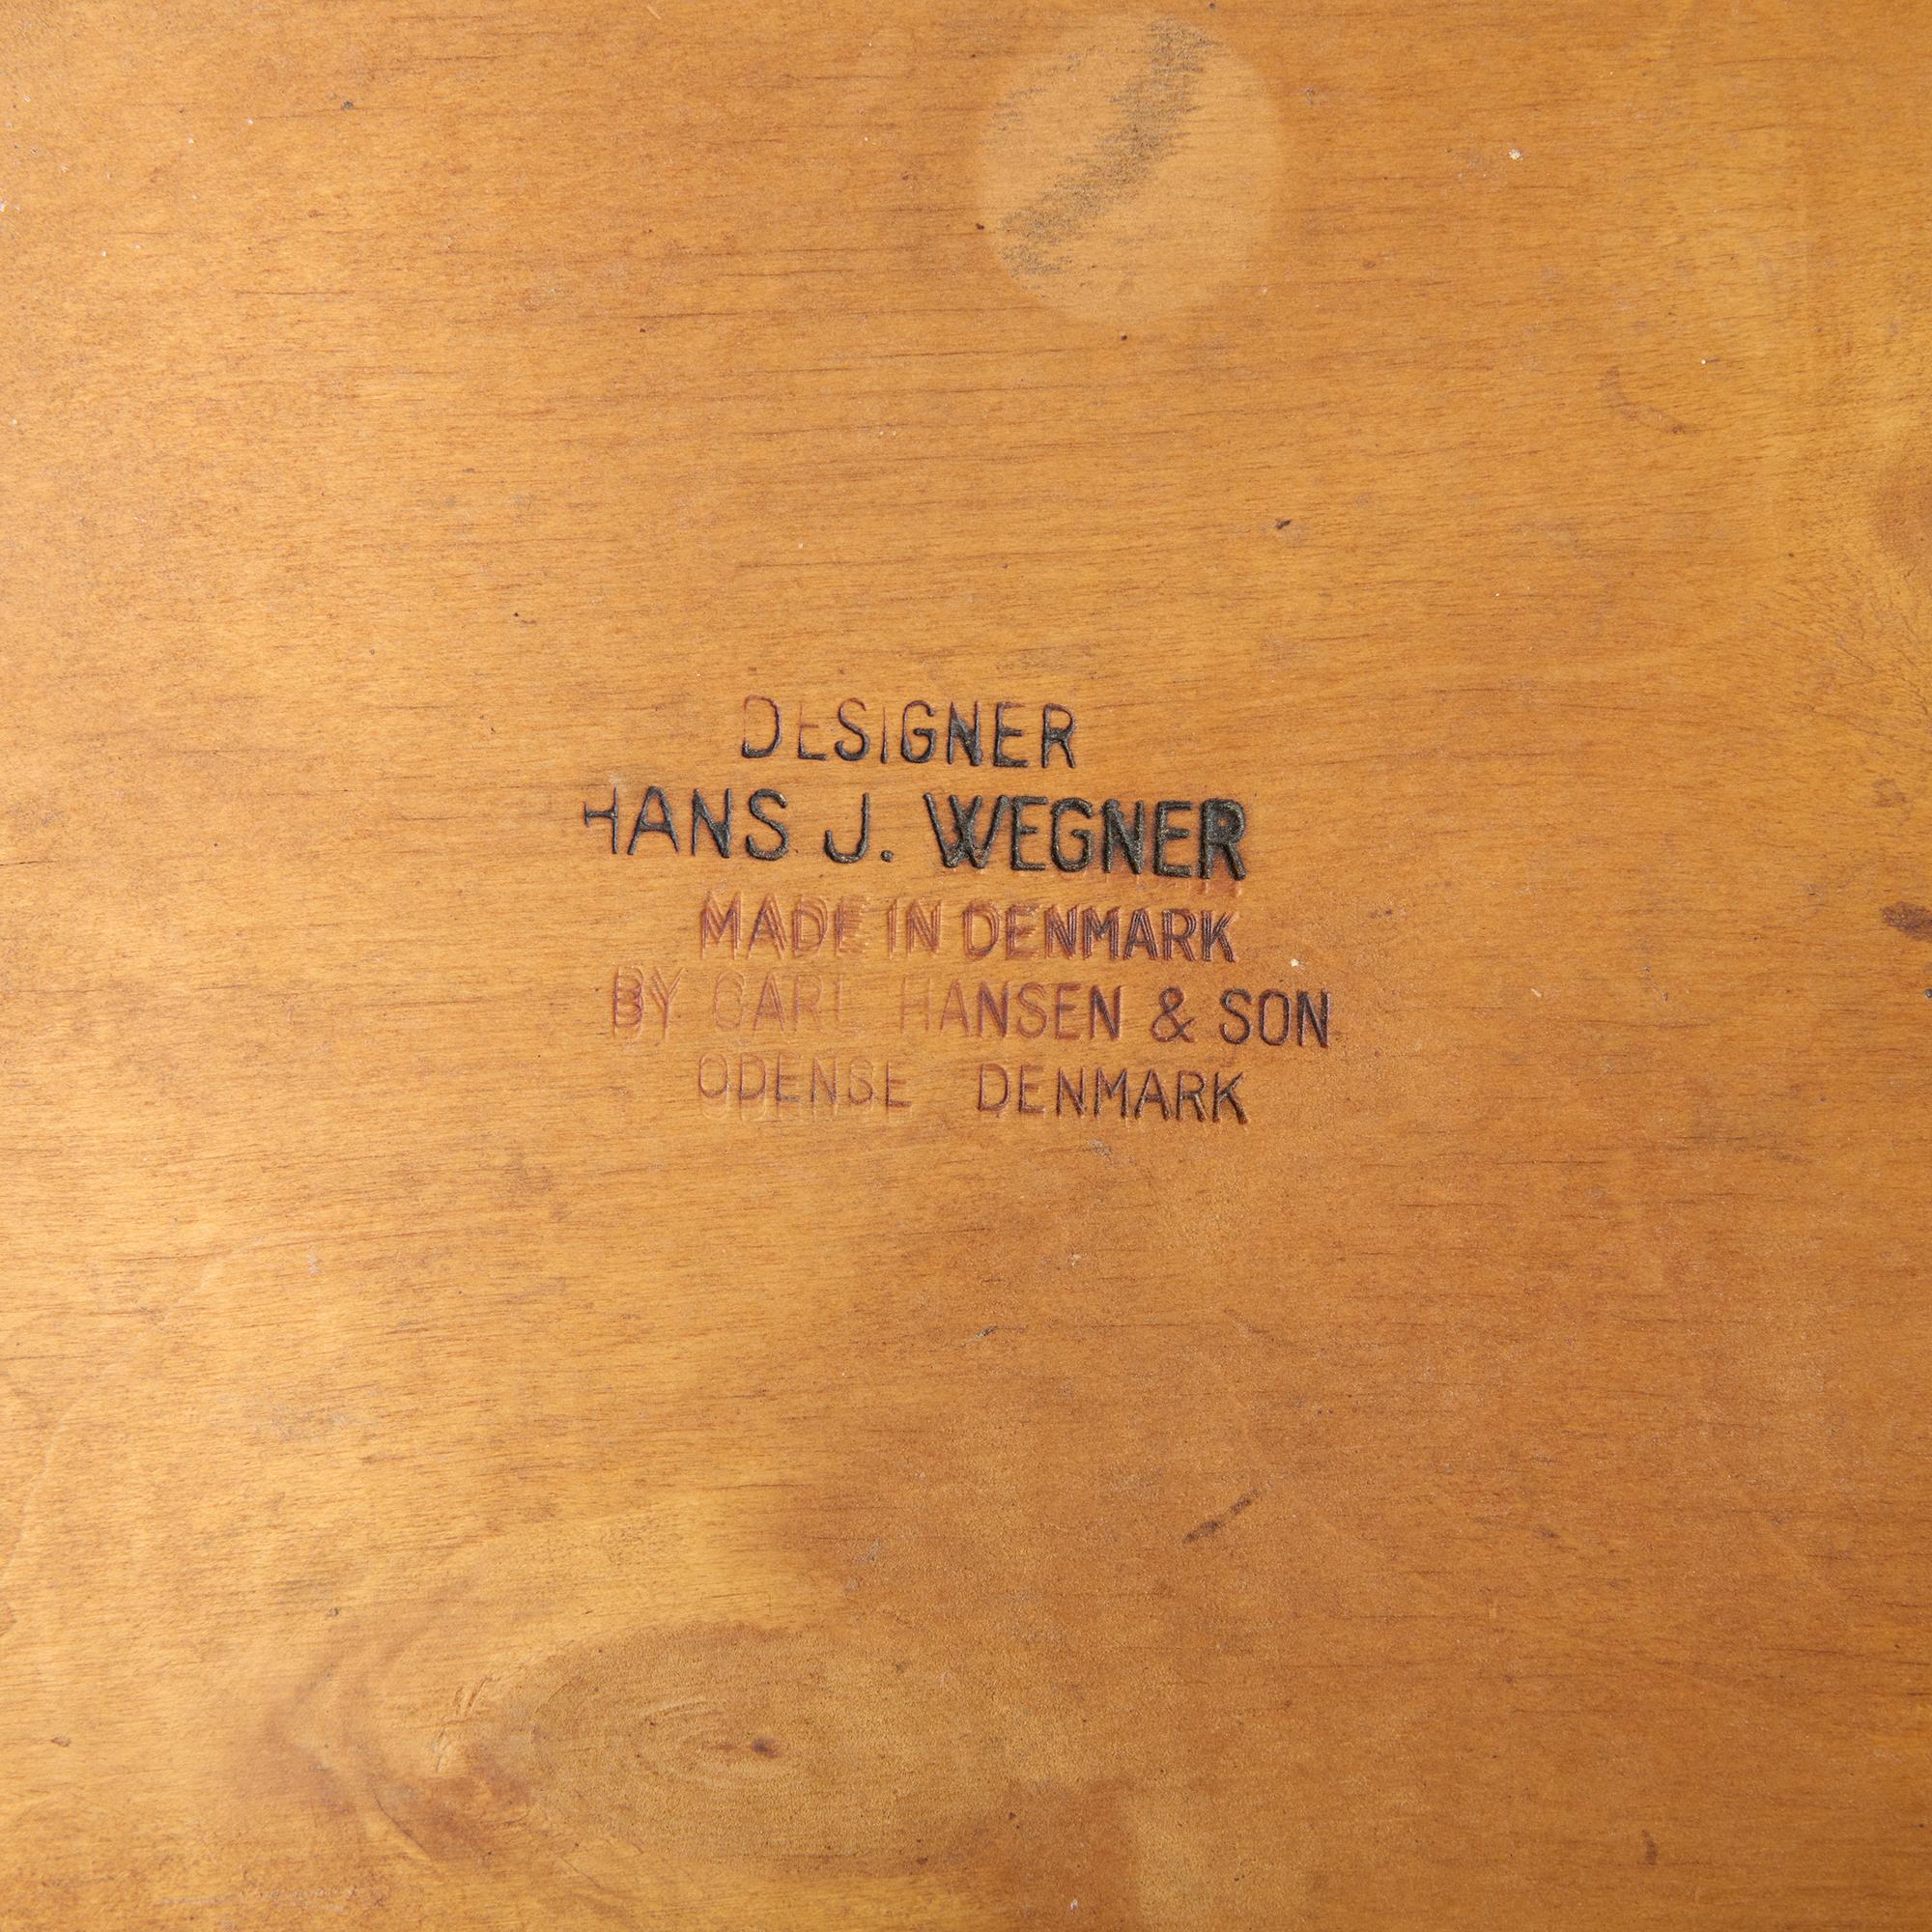 DESIGNER
HANS J. WEGNER
MADE IN DENMARK
BY CARL HANSEN & SON
ODENSE DENMARK